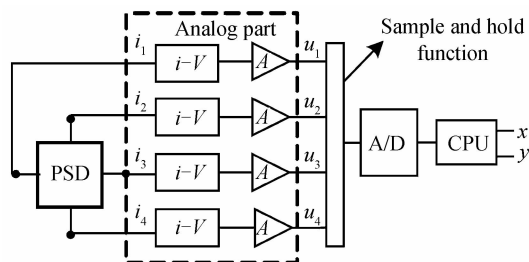 Analog part
Sample and hold
function
i1 i–V A u1
i2 i–V A u2
PSD i3 i–V A u3
i4 i–V A u4
A/D CPU x
y